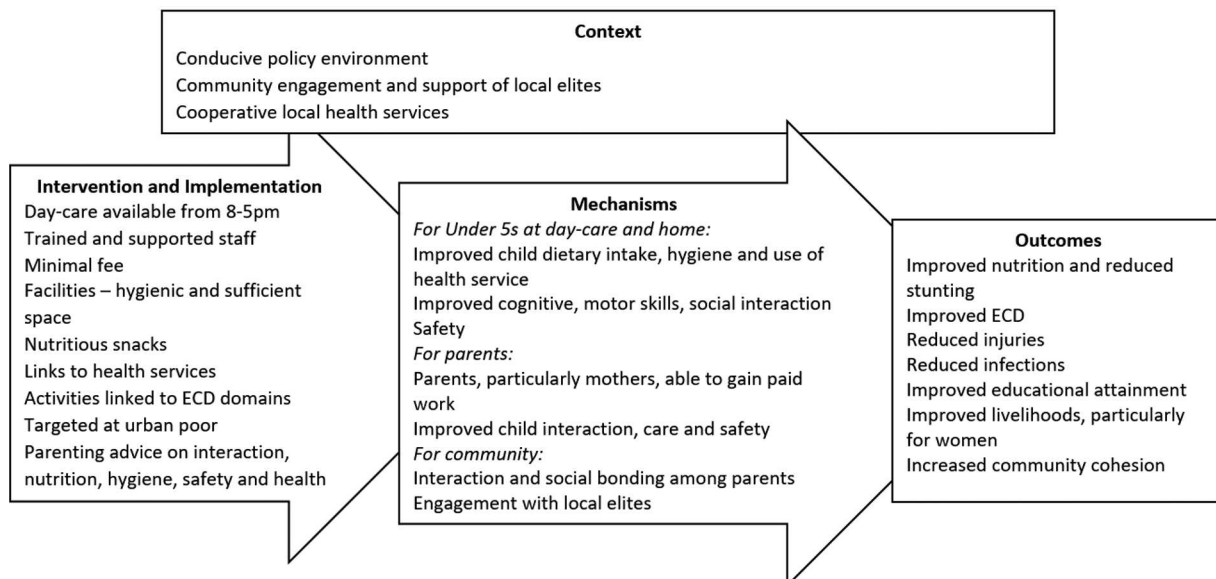 Context
Conducive policy environment
Community engagement and support of local elites
Cooperative local health services
Intervention and Implementation
Day-care available from 8-5pm
Trained and supported staff
Minimal fee
Facilities – hygienic and sufficient
space
Nutritious snacks
Links to health services
Activities linked to ECD domains
Targeted at urban poor
Parenting advice on interaction,
nutrition, hygiene, safety and health
Mechanisms
For Under 5s at day-care and home:
Improved child dietary intake, hygiene and use of
health service
Improved cognitive, motor skills, social interaction
Safety
For parents:
Parents, particularly mothers, able to gain paid
work
Improved child interaction, care and safety
For community:
Interaction and social bonding among parents
Engagement with local elites
Outcomes
Improved nutrition and reduced
stunting
Improved ECD
Reduced injuries
Reduced infections
Improved educational attainment
Improved livelihoods, particularly
for women
Increased community cohesion